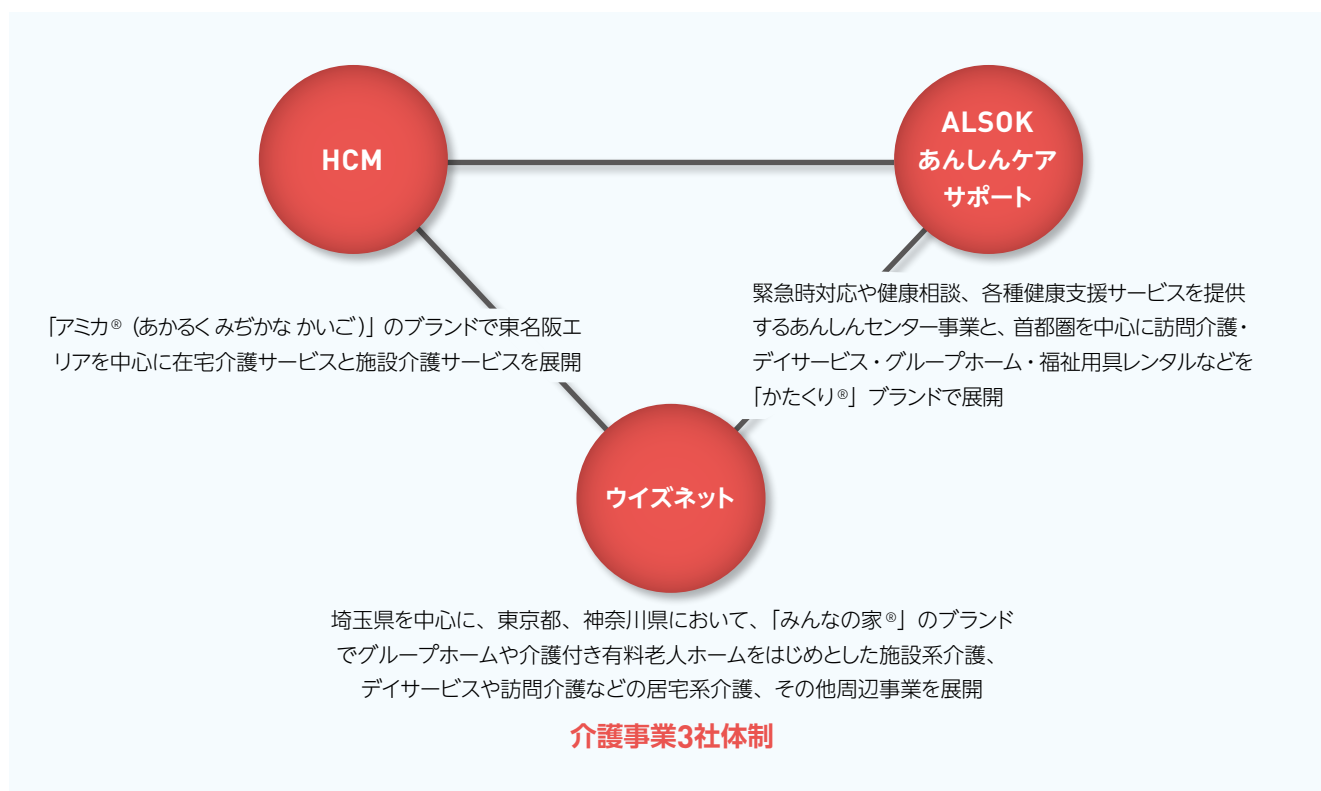 HCM
ALSOK
あんしんケア
サポート
「アミカ®（あかるく みぢかな かいご）」のブランドで東名阪エ
リアを中心に在宅介護サービスと施設介護サービスを展開
緊急時対応や健康相談、各種健康支援サービスを提供
するあんしんセンター事業と、首都圏を中心に訪問介護・
デイサービス・グループホーム・福祉用具レンタルなどを
「かたくり®」ブランドで展開
ウイズネット
埼玉県を中心に、東京都、神奈川県において、「みんなの家®」のブランド
でグループホームや介護付き有料老人ホームをはじめとした施設系介護、
デイサービスや訪問介護などの居宅系介護、その他周辺事業を展開
介護事業3社体制